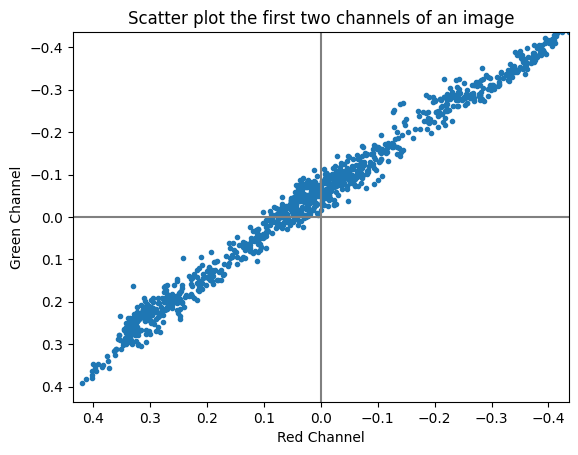 Scatter plot the first two channels of an image
Green Channel
−0.4
−0.3
−0.2
−0.1
0.0
0.1
0.2
0.3
0.4
0.4 0.3 0.2 0.1 0.0 −0.1 −0.2 −0.3 −0.4
Red Channel